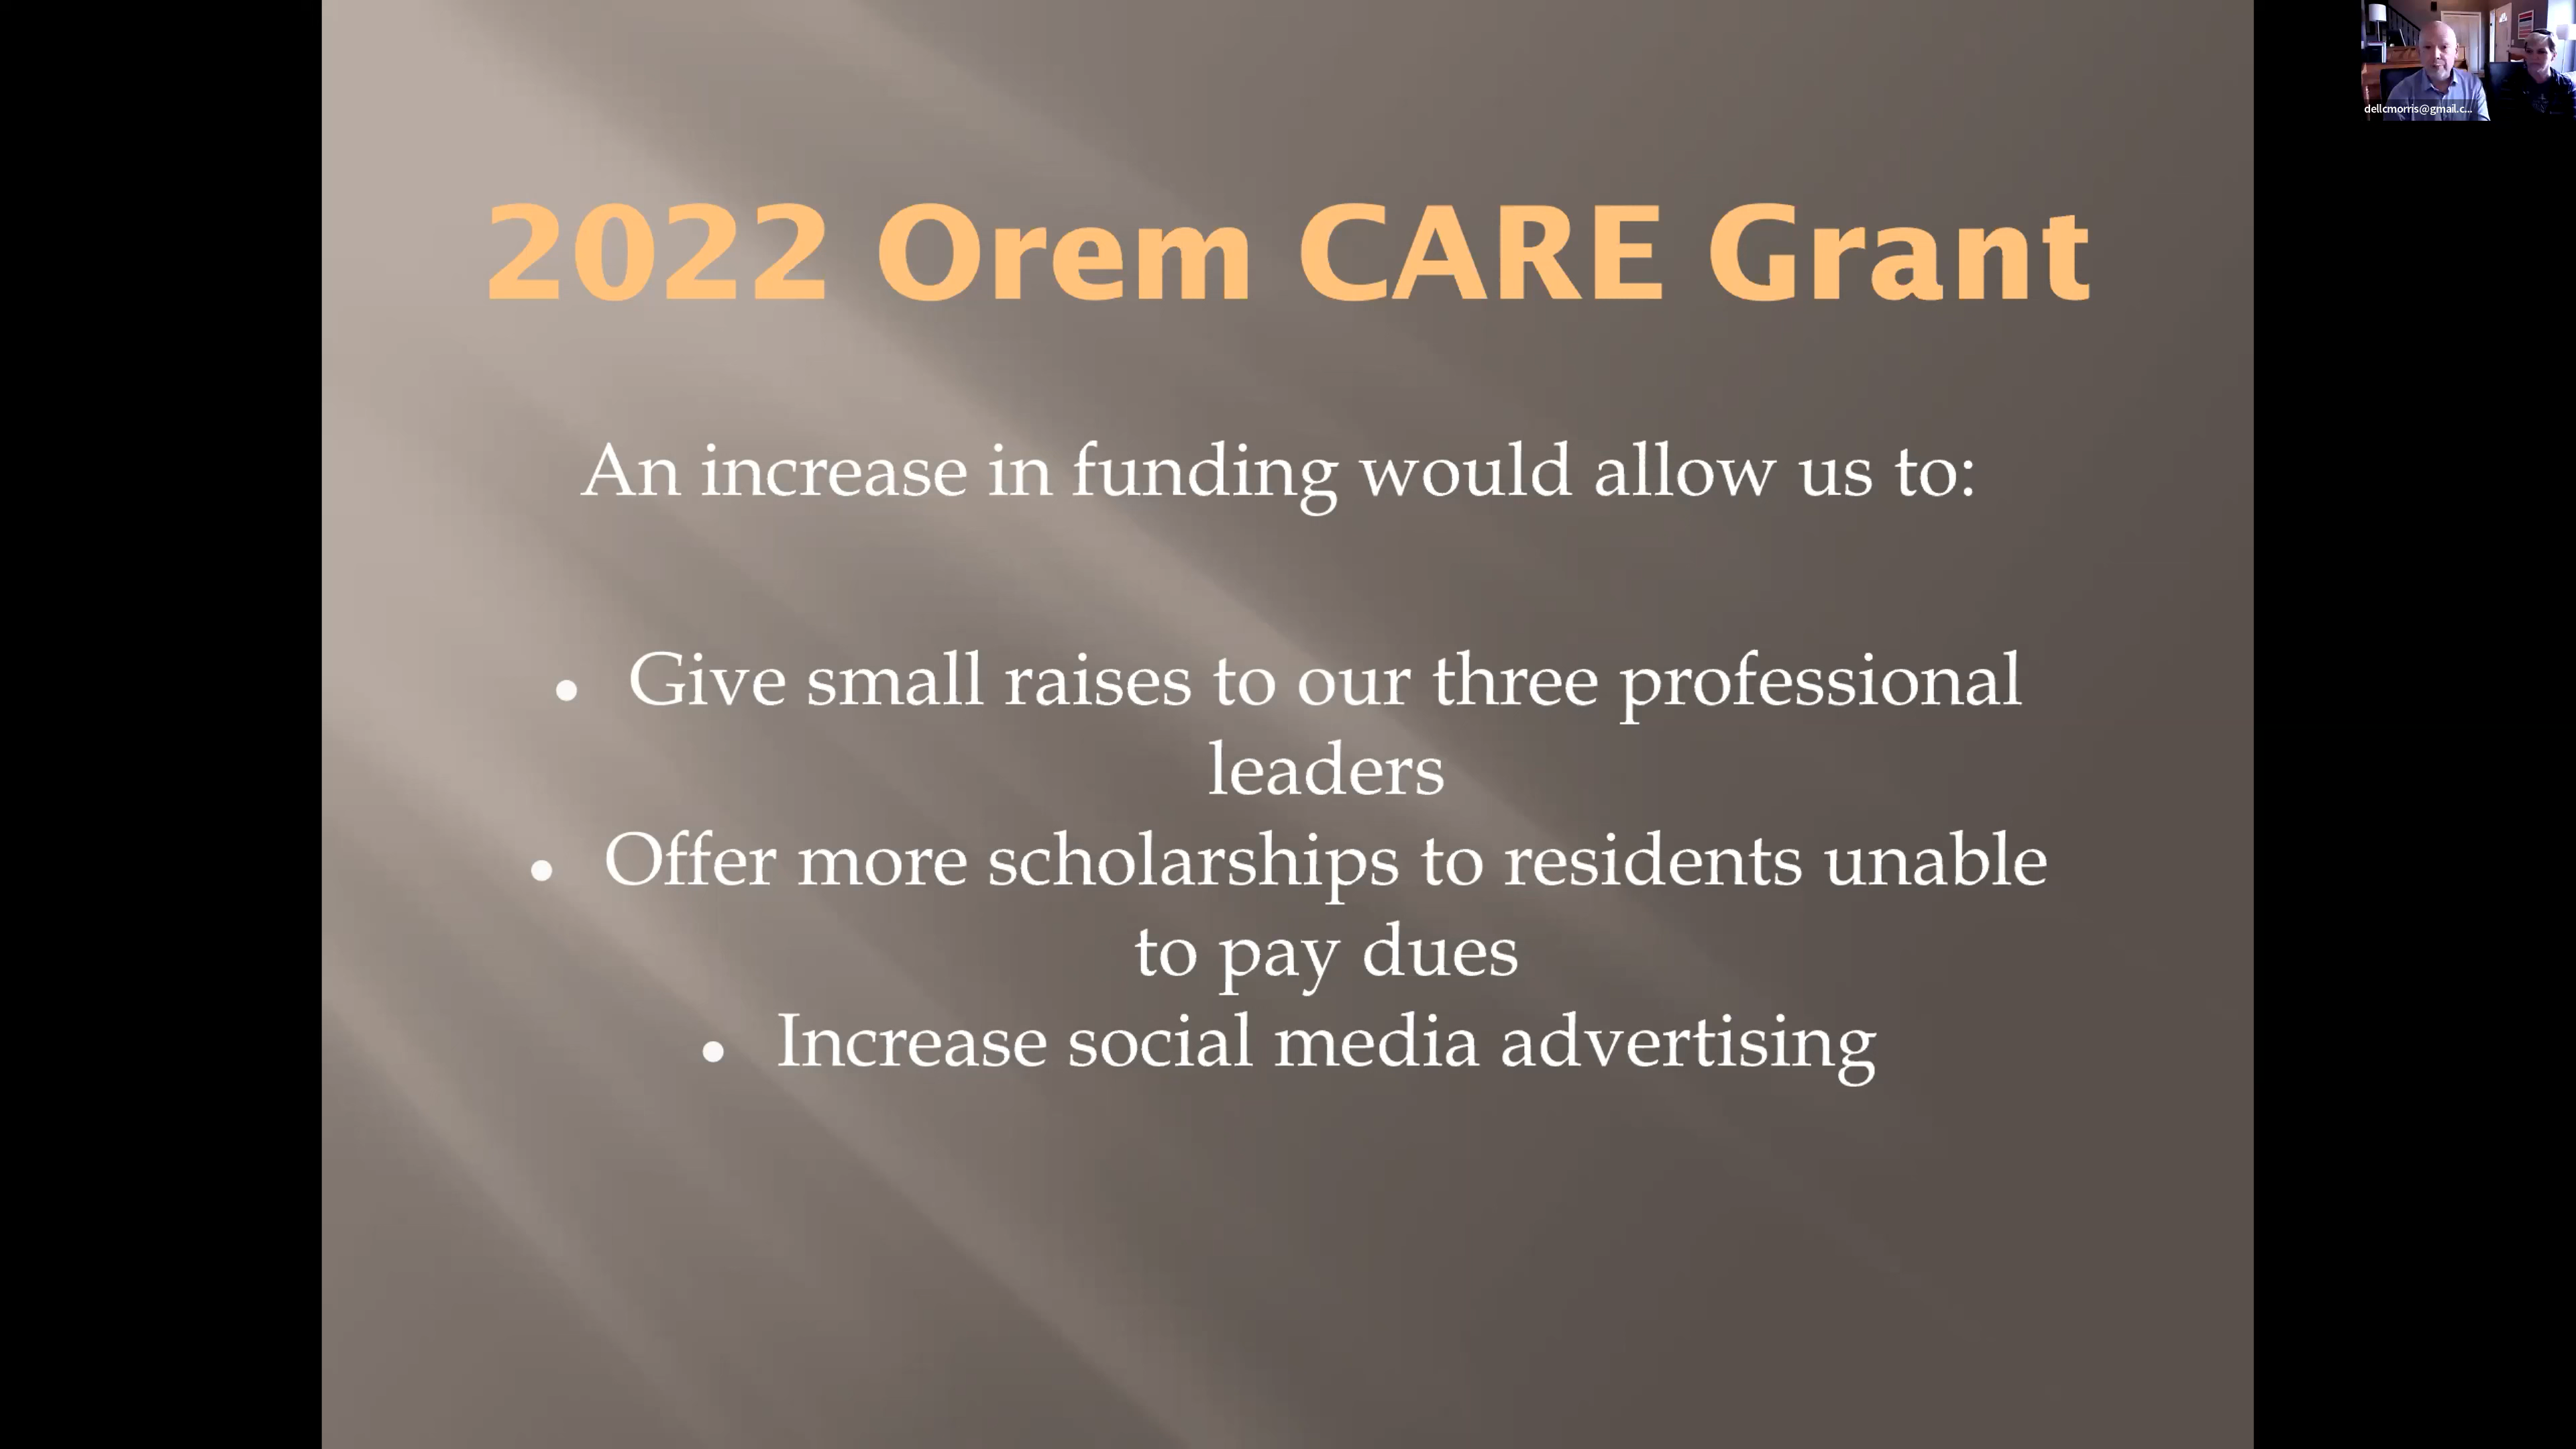 dellcmorris@gmail.c...
2022 Orem CARE Grant
An increase in funding would allow us to:
• Give small raises to our three professional
leaders
• Offer more scholarships to residents unable
to pay dues
• Increase social media advertising